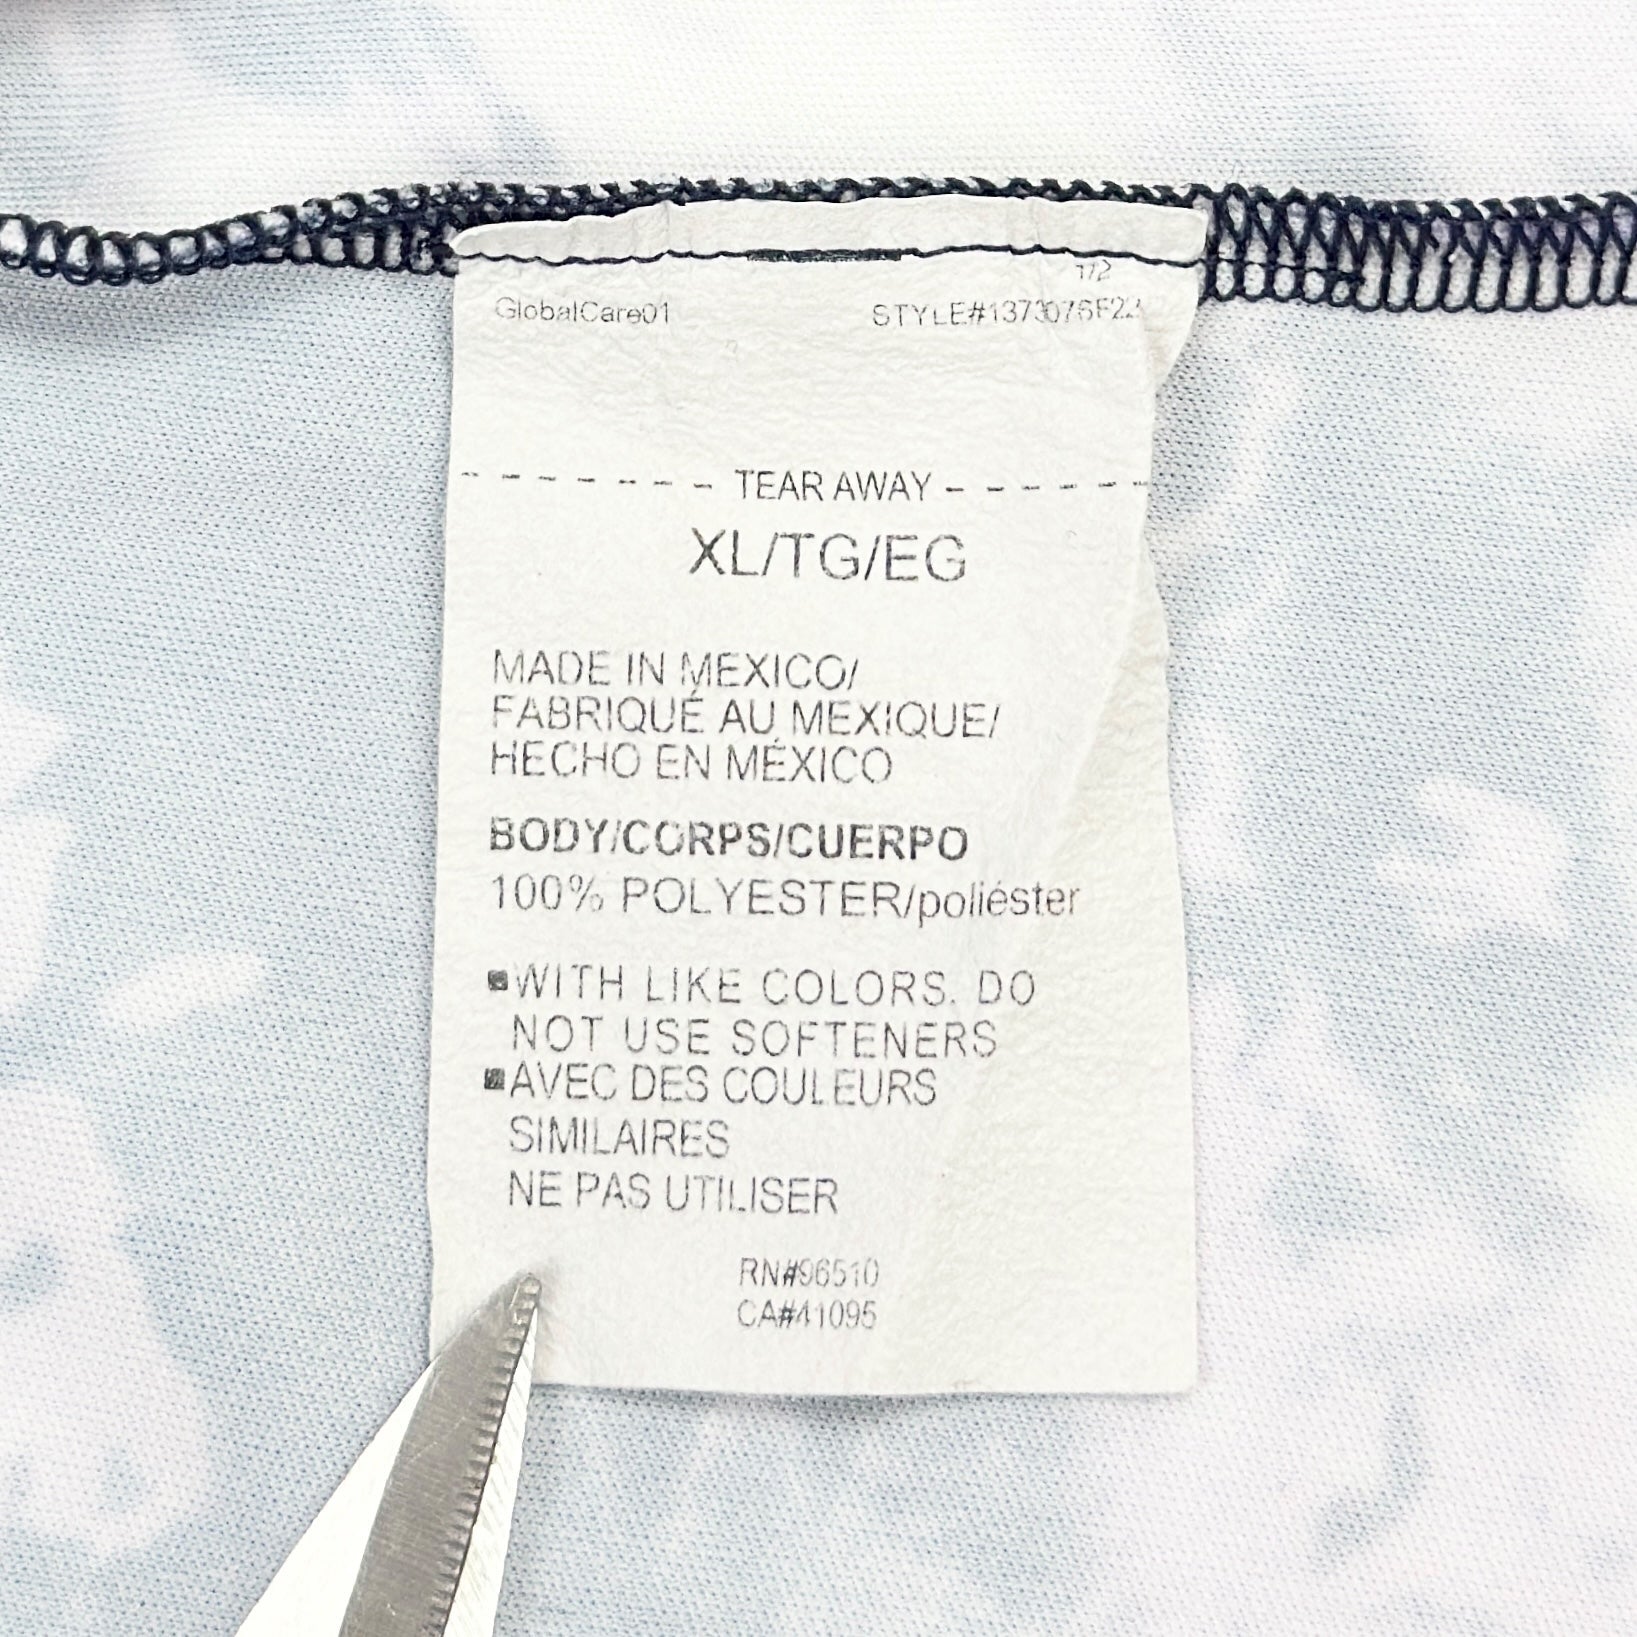 1/2
GlobalCare01 STYLE#1373076F22
TEAR AWAY
XL/TG/EG
MADE IN MEXICO/
FABRIQUÉ AU MEXIQUE/
HECHO EN MÉXICO
BODY/CORPS/CUERPO
100% POLYESTER/poliéster
▪WITH LIKE COLORS. DO
NOT USE SOFTENERS
▪AVEC DES COULEURS
SIMILAIRES
NE PAS UTILISER
RN#96510
CA#41095